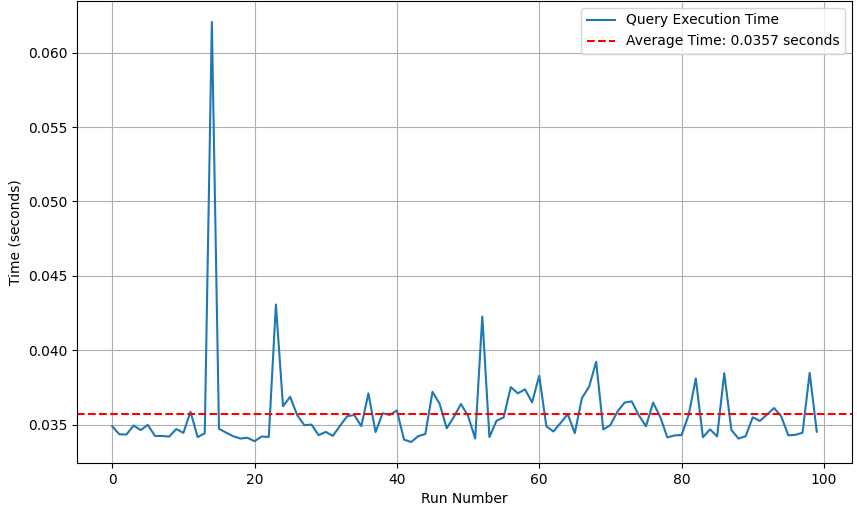 Query Execution Time
Average Time: 0.0357 seconds
Time (seconds)
0.060
0.055
0.050
0.045
0.040
0.035
0 20 40 60 80 100
Run Number